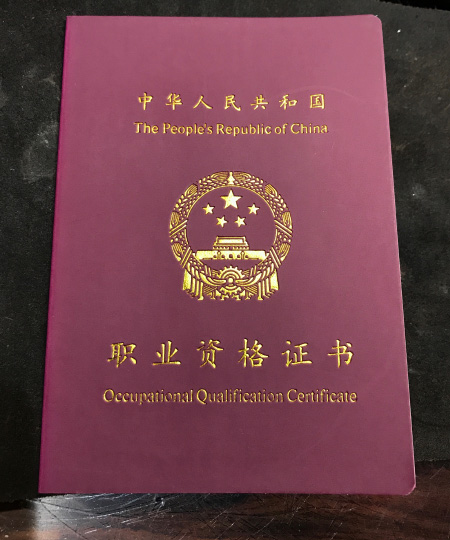 中华人民共和国
The People's Republic of China
职业资格证书
Occupational Qualification Certificate